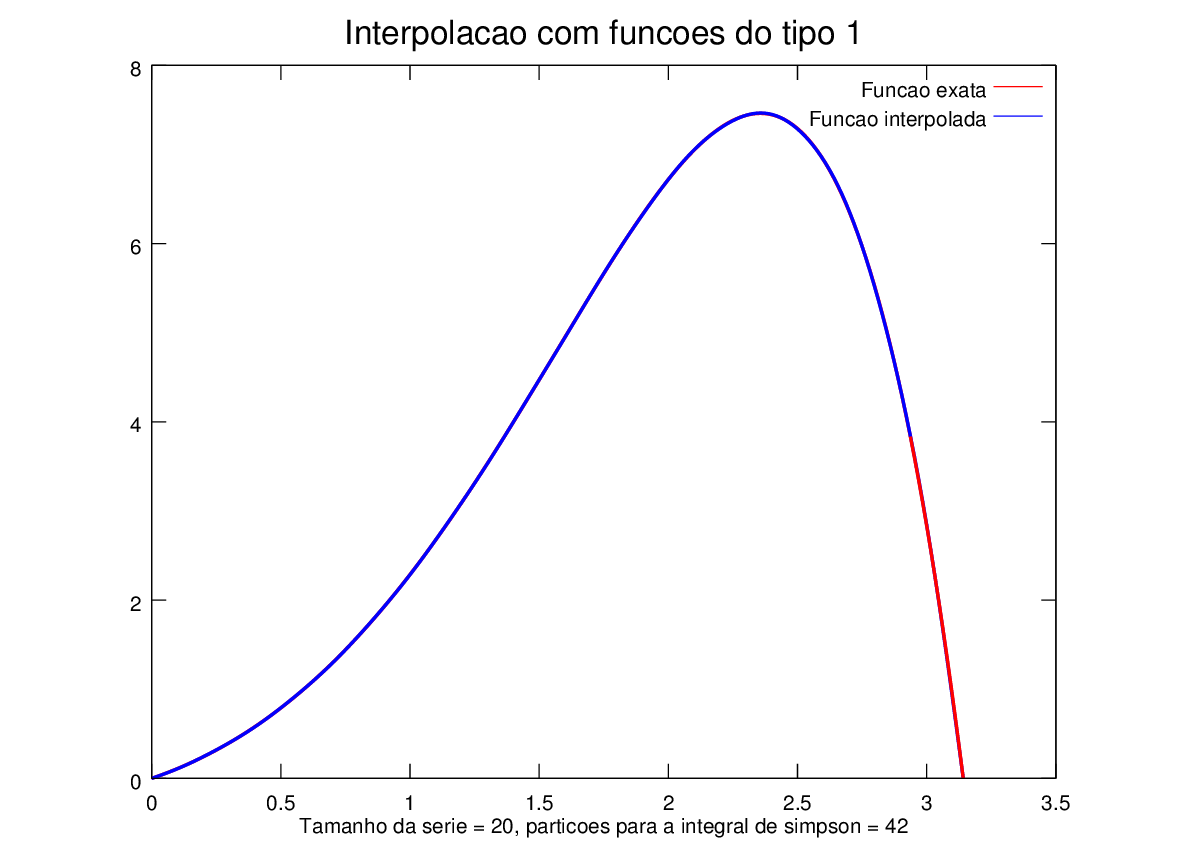 Interpolacao com funcoes do tipo 1
8
Funcao exata
Funcao interpolada
6
4
2
0
0 0.5 1 1.5 2 2.5 3 3.5
Tamanho da serie = 20, particoes para a integral de simpson = 42